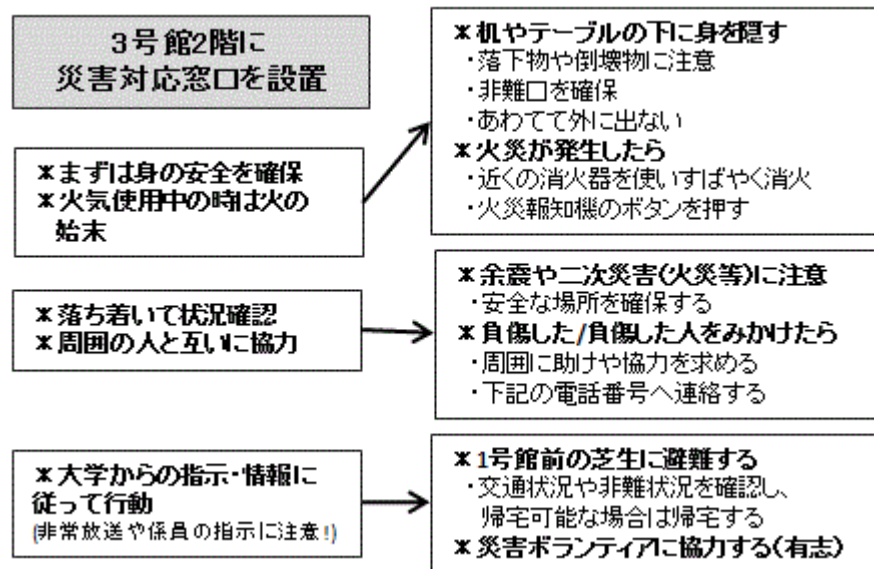 3号館2階に
災害対応窓口を設置
＊まずは身の安全を確保
＊火気使用中の時は火の
始末
＊机やテーブルの下に身を隠す
・落下物や倒壊物に注意
・非難口を確保
・あわてて外に出ない
＊火災が発生したら
・近くの消火器を使いすばやく消火
・火災報知機のボタンを押す
＊落ち着いて状況確認
＊周囲の人と互いに協力
＊余震や二次災害(火災等)に注意
・安全な場所を確保する
＊負傷した/負傷した人をみかけたら
・周囲に助けや協力を求める
・下記の電話番号へ連絡する
＊大学からの指示・情報に
従って行動
(非常放送や係員の指示に注意!)
＊1号館前の芝生に避難する
・交通状況や非難状況を確認し、
帰宅可能な場合は帰宅する
＊災害ボランティアに協力する(有志)